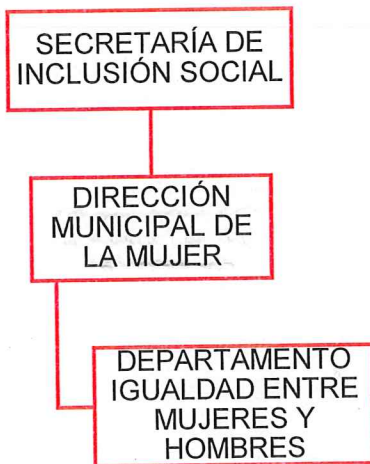 SECRETARÍA DE
INCLUSIÓN SOCIAL
DIRECCIÓN
MUNICIPAL DE
LA MUJER
DEPARTAMENTO
IGUALDAD ENTRE
MUJERES Y
HOMBRES